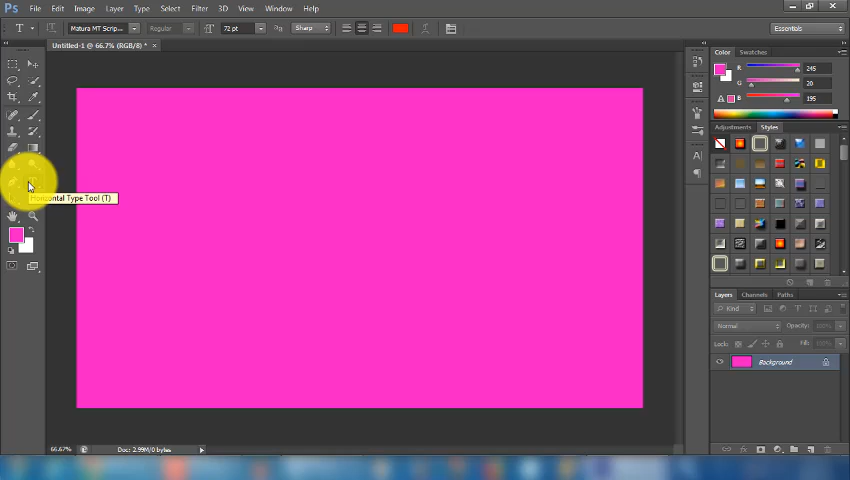 Ps File Edit Image Layer Type Select Filter 3D View Window Help
T Matura MT Scrip... Regular 72 pt Sharp Essentials
Untitled-1 @ 66.7% (RGB/8) * ×
Color Swatches
R 245
G 20
B 195
Adjustments Styles
Horizontal Type Tool (T)
Layers Channels Paths
Kind
Normal Opacity: 100%
Lock: Fill: 100%
Background
66.67% Doc: 2.99M/0 bytes